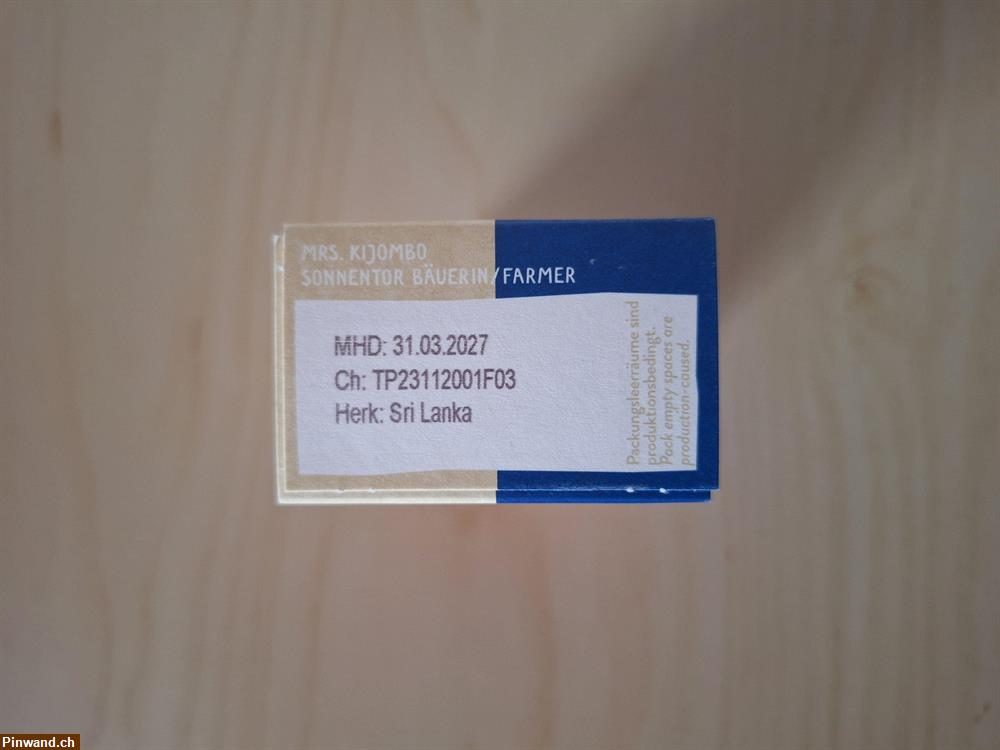 MRS. KIJOMBO
SONNENTOR BÄUERIN/FARMER
MHD: 31.03.2027
Ch: TP23112001F03
Herk: Sri Lanka
Packungsleerräume sind
produktionsbedingt.
Pack empty spaces are
production-caused.
Pinwand.ch